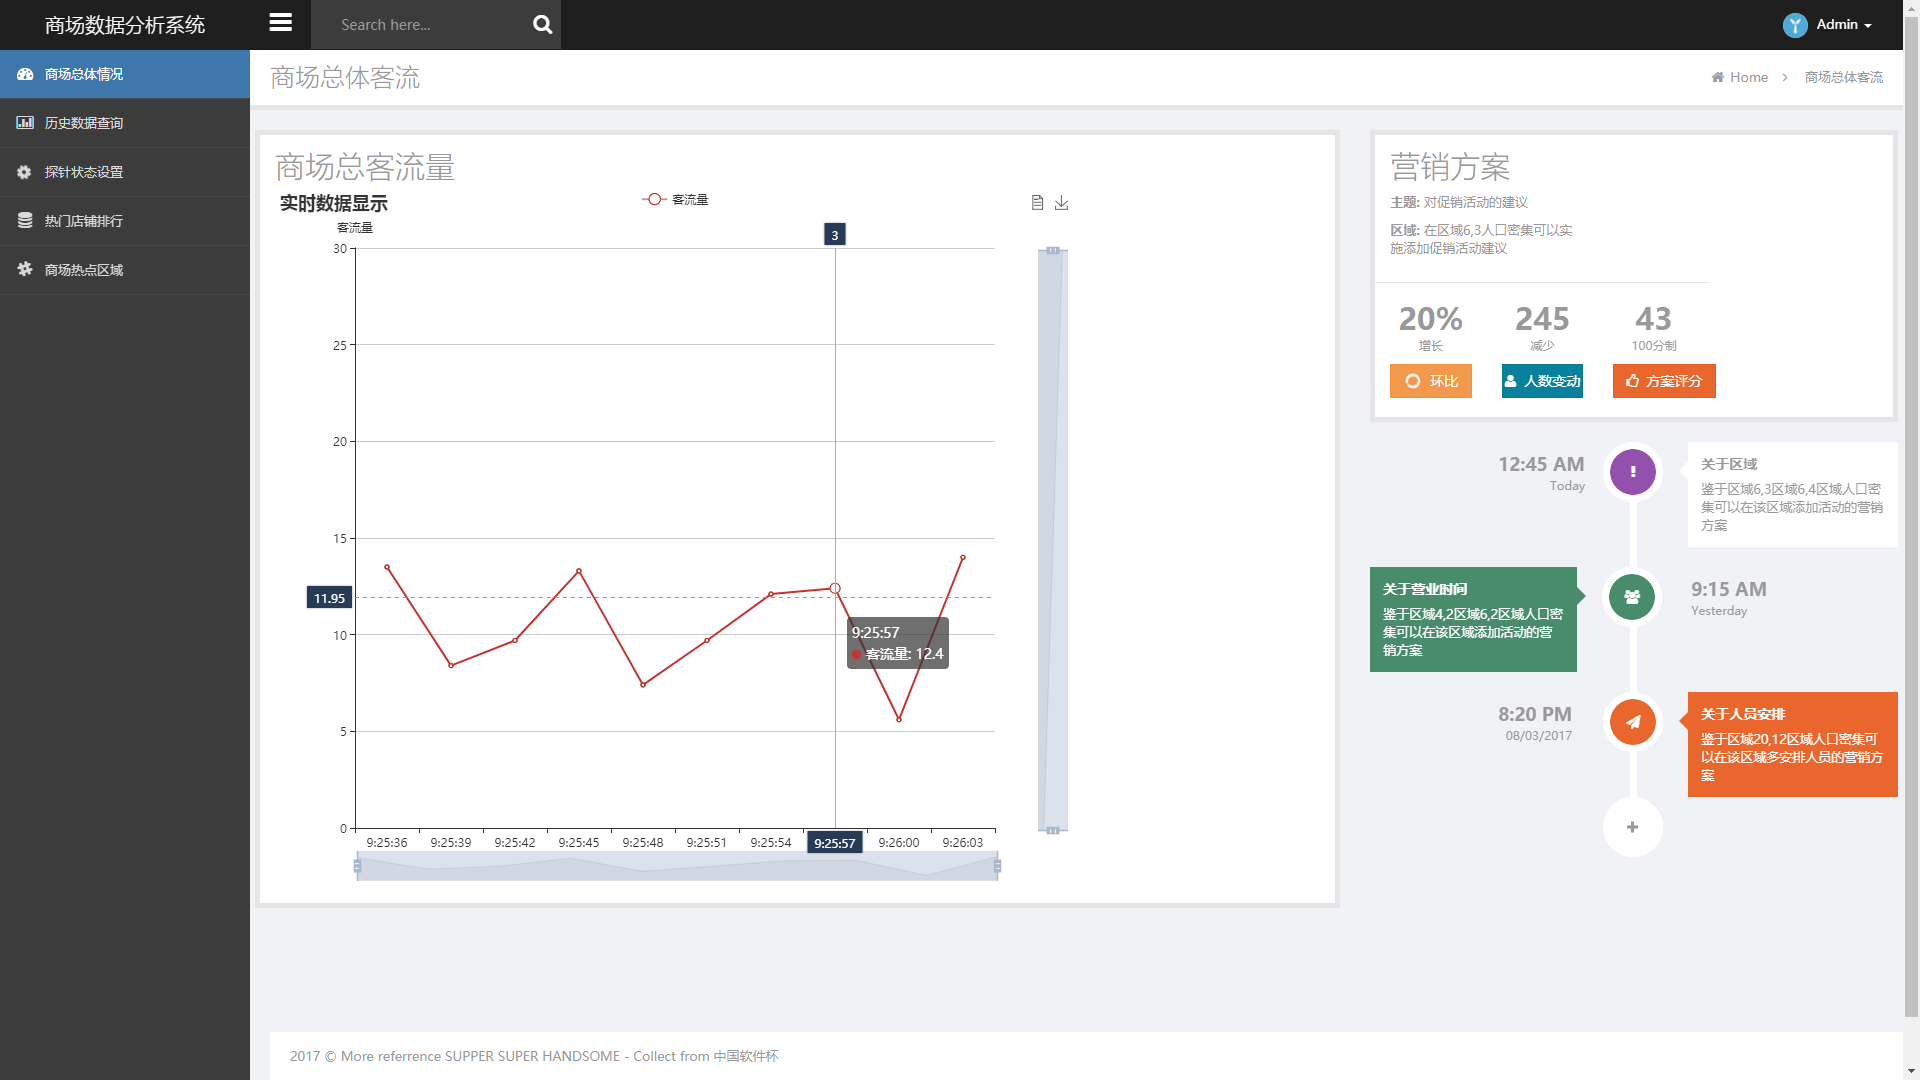 商场数据分析系统
Search here...
Admin
商场总体情况
历史数据查询
探针状态设置
热门店铺排行
商场热点区域
商场总体客流
Home
商场总体客流
商场总客流量
实时数据显示
客流量
客流量
3
30
25
20
15
11.95
10
5
0
9:25:57
客流量: 12.4
9:25:36
9:25:39
9:25:42
9:25:45
9:25:48
9:25:51
9:25:54
9:25:57
9:26:00
9:26:03
营销方案
主题: 对促销活动的建议
区域: 在区域6,3人口密集可以实
施添加促销活动建议
20%
增长
环比
245
减少
人数变动
43
100分制
方案评分
12:45 AM
Today
关于区域
鉴于区域6,3区域6,4区域人口密
集可以在该区域添加活动的营销
方案
关于营业时间
鉴于区域4,2区域6,2区域人口密
集可以在该区域添加活动的营
销方案
9:15 AM
Yesterday
8:20 PM
08/03/2017
关于人员安排
鉴于区域20,12区域人口密集可
以在该区域多安排人员的营销方
案
2017 © More referrence SUPPER SUPER HANDSOME - Collect from 中国软件杯